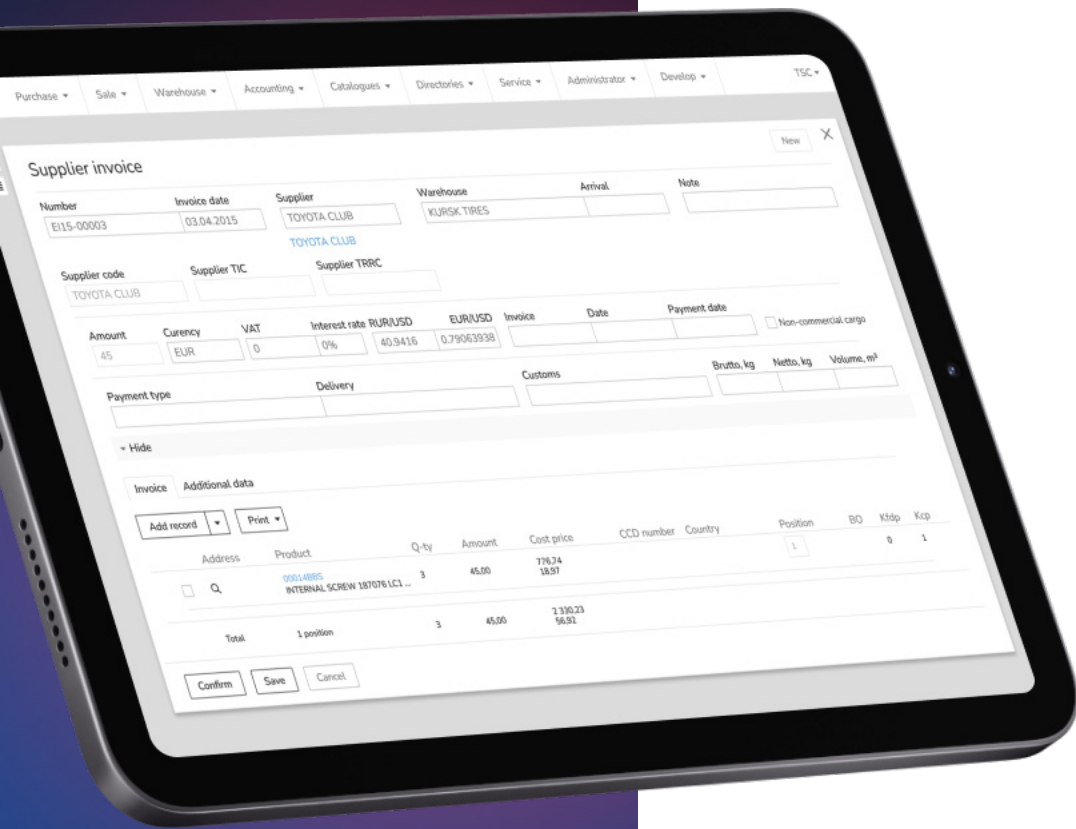 Purchase Sale Warehouse Accounting Catalogues Directories Service Administrator Develop TSC
Supplier invoice New X
Number Invoice date Supplier Warehouse Arrival Note
EI15-00003 03.04.2015 TOYOTA CLUB KURSK TIRES
TOYOTA CLUB
Supplier code Supplier TIC Supplier TRRC
TOYOTA CLUB
Amount Curency VAT Interest rate RUR/USD EUR/USD Invoice Date Payment date Non-commercial cargo
45 EUR 0 0% 40.9416 0.79063938
Payment type Delivery Customs Brutto, kg Netto, kg Volume, m³
Hide
Invoice Additional data
Add record Print
Address Product Q-ty Amount Cost price CCD number Country Position BO Kfdp Kcp
00014BBS 3 45,00 776,74 1 0 1
INTERNAL SCREW 187076 LC1 ... 18,97
Total 1 position 3 45,00 2 330,23
56,92
Confirm Save Cancel